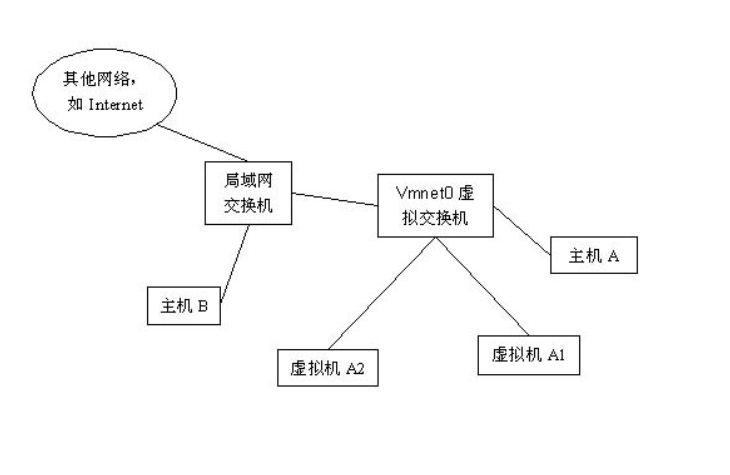 其他网络，
如 Internet
局域网
交换机
Vmnet0 虚
拟交换机
主机 A
主机 B
虚拟机 A2
虚拟机 A1